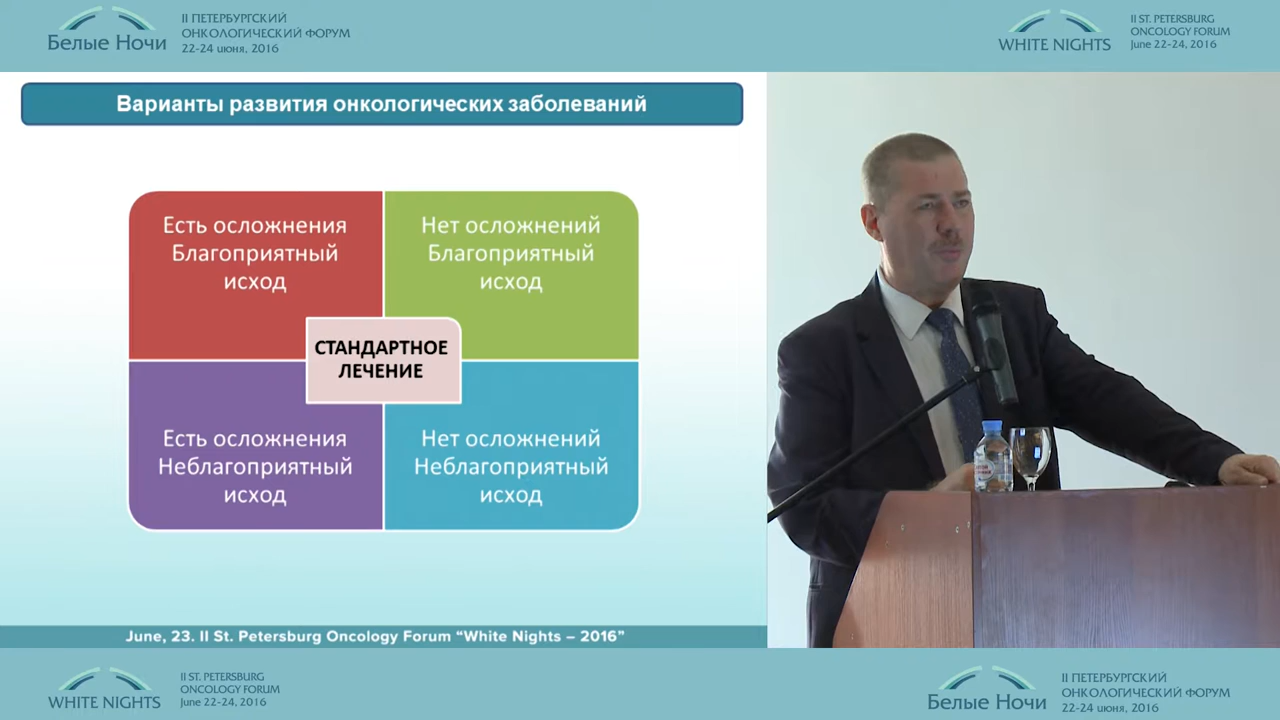 Белые Ночи
II ПЕТЕРБУРГСКИЙ
ОНКОЛОГИЧЕСКИЙ ФОРУМ
22-24 июня, 2016
WHITE NIGHTS
II ST. PETERSBURG
ONCOLOGY FORUM
June 22-24, 2016
Варианты развития онкологических заболеваний
Есть осложнения
Благоприятный
исход
Нет осложнений
Благоприятный
исход
СТАНДАРТНОЕ
ЛЕЧЕНИЕ
Есть осложнения
Неблагоприятный
исход
Нет осложнений
Неблагоприятный
исход
June, 23. II St. Petersburg Oncology Forum “White Nights – 2016”
WHITE NIGHTS
II ST. PETERSBURG
ONCOLOGY FORUM
June 22-24, 2016
Белые Ночи
II ПЕТЕРБУРГСКИЙ
ОНКОЛОГИЧЕСКИЙ ФОРУМ
22-24 июня, 2016